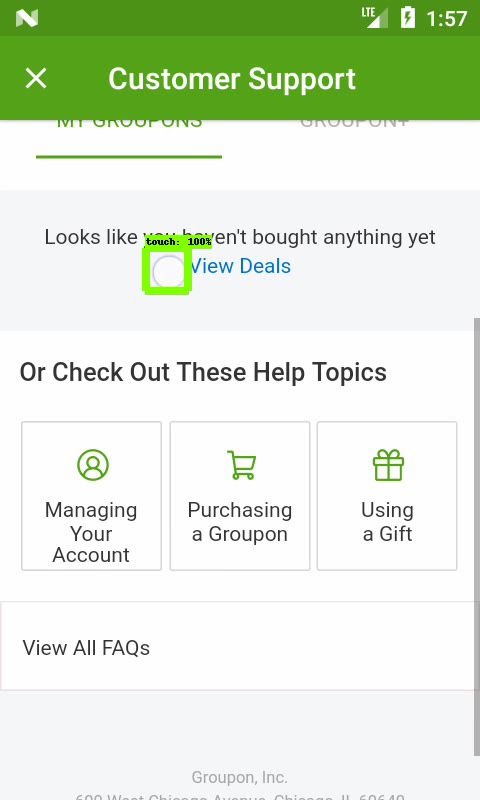 LTE 1:57
Customer Support
MY GROUPONS GROUPON+
Looks like you haven't bought anything yet
touch: 100%
View Deals
Or Check Out These Help Topics
Managing
Your
Account
Purchasing
a Groupon
Using
a Gift
View All FAQs
Groupon, Inc.
600 West Chicago Avenue, Chicago, IL 60640